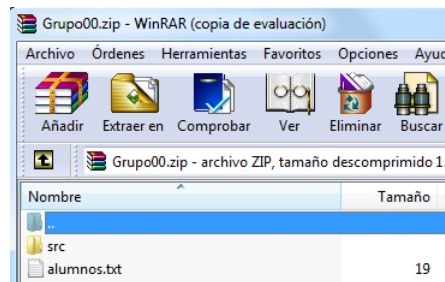 Grupo00.zip - WinRAR (copia de evaluación)
Archivo Órdenes Herramientas Favoritos Opciones
Añadir Extraer en Comprobar Ver Eliminar Buscar
Grupo00.zip - archivo ZIP, tamaño descomprimido 1.
Nombre Tamaño
..
src
alumnos.txt 19